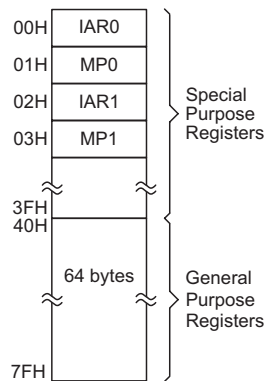 00H IAR0
01H MP0
02H IAR1
03H MP1
Special
Purpose
Registers
3FH
40H
64 bytes
General
Purpose
Registers
7FH